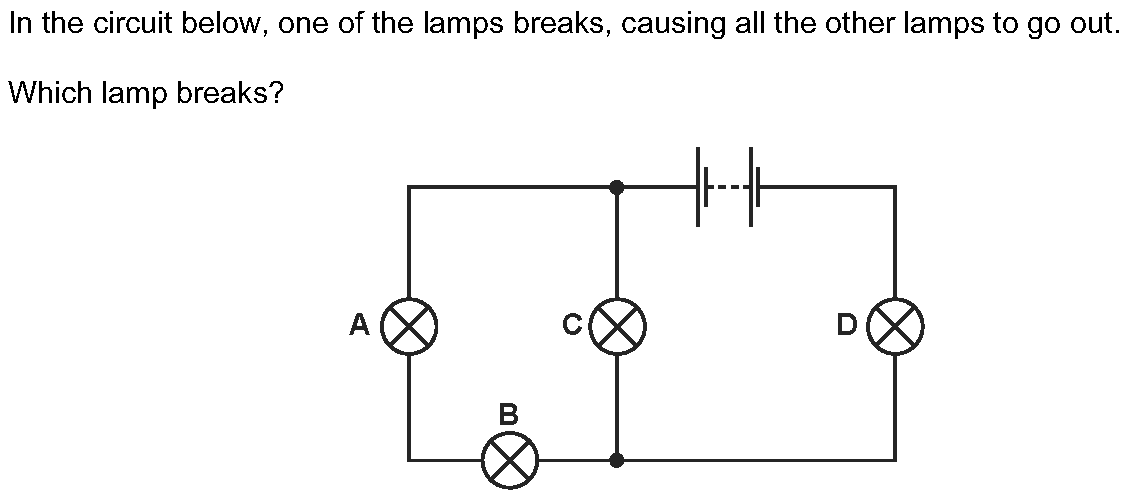 In the circuit below, one of the lamps breaks, causing all the other lamps to go out.
Which lamp breaks?
A
C
D
B